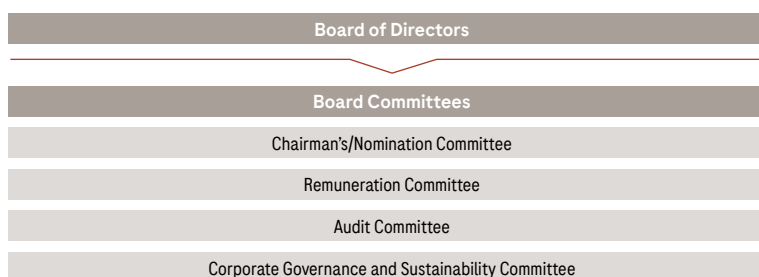 Board of Directors
Board Committees
Chairman’s/Nomination Committee
Remuneration Committee
Audit Committee
Corporate Governance and Sustainability Committee